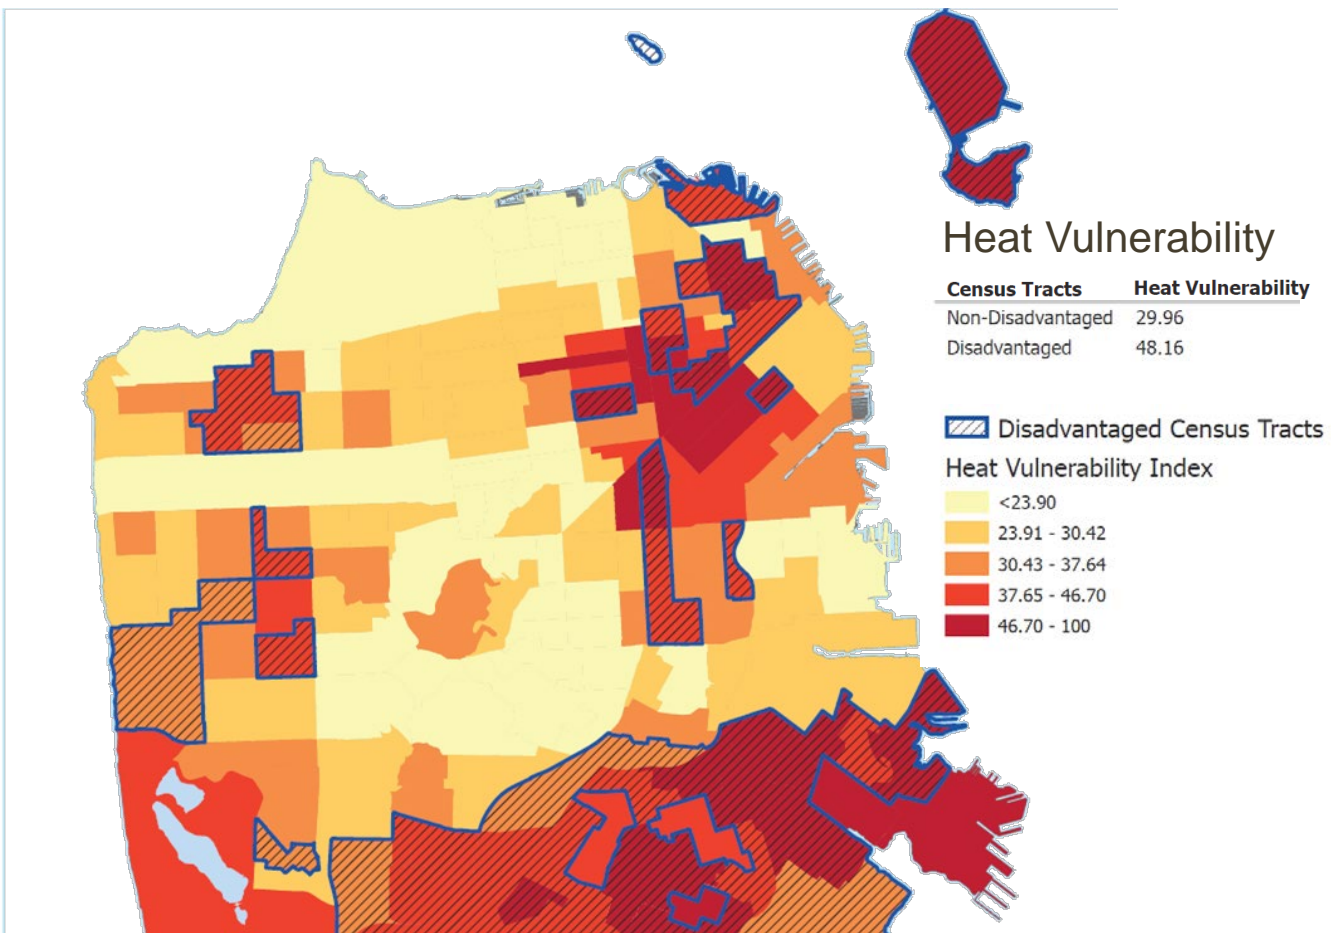 Heat Vulnerability
Census Tracts Heat Vulnerability
Non-Disadvantaged 29.96
Disadvantaged 48.16
Disadvantaged Census Tracts
Heat Vulnerability Index
<23.90
23.91 - 30.42
30.43 - 37.64
37.65 - 46.70
46.70 - 100